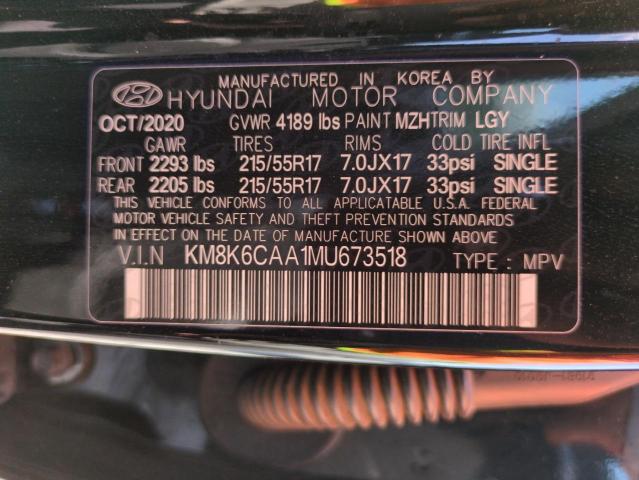 MANUFACTURED IN KOREA BY
HYUNDAI MOTOR COMPANY
OCT/2020 GVWR 4189 lbs PAINT MZH TRIM LGY
GAWR TIRES RIMS COLD TIRE INFL
FRONT 2293 lbs 215/55R17 7.0JX17 33psi SINGLE
REAR 2205 lbs 215/55R17 7.0JX17 33psi SINGLE
THIS VEHICLE CONFORMS TO ALL APPLICATABLE U.S.A. FEDERAL
MOTOR VEHICLE SAFETY AND THEFT PREVENTION STANDARDS
IN EFFECT ON THE DATE OF MANUFACTURE SHOWN ABOVE.
V.I.N KM8K6CAA1MU673518 TYPE : MPV